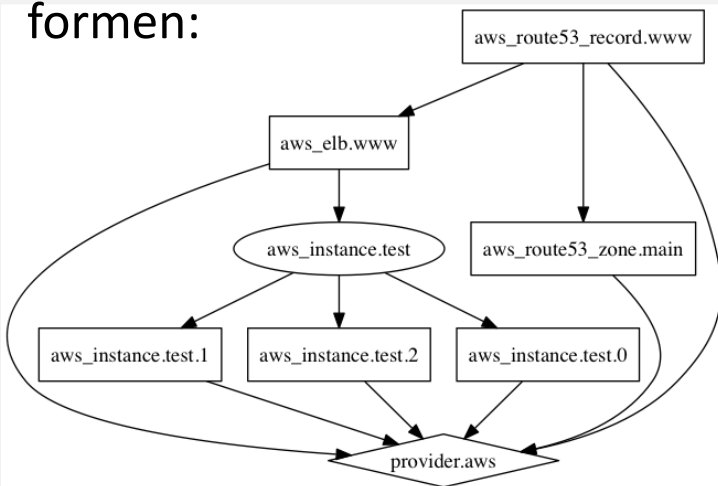 formen:
aws_route53_record.www
aws_elb.www
aws_instance.test
aws_route53_zone.main
aws_instance.test.1
aws_instance.test.2
aws_instance.test.0
provider.aws